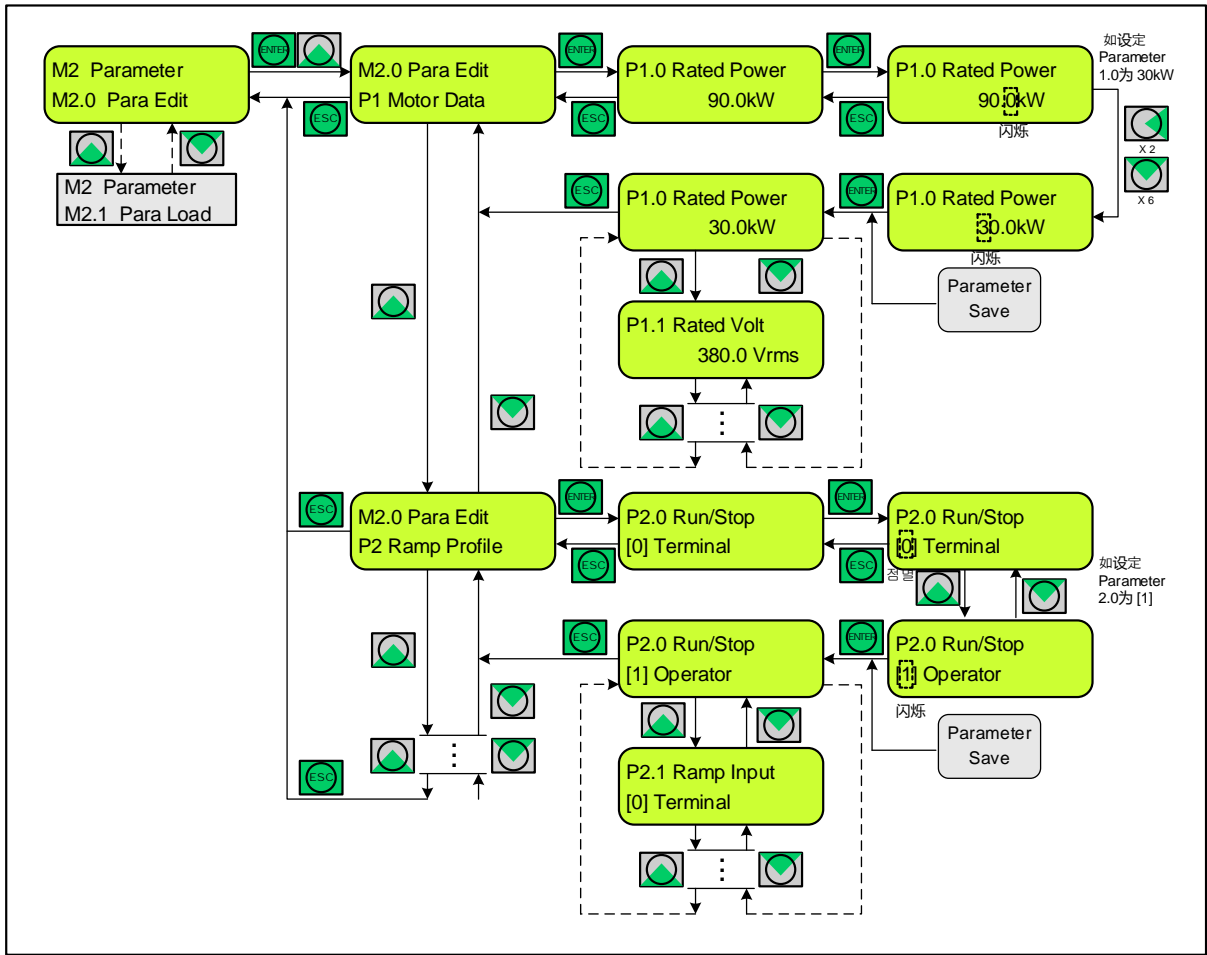 ENTER
ENTER
ENTER
如设定
Parameter
1.0为 30kW
M2 Parameter
M2.0 Para Edit
M2.0 Para Edit
P1 Motor Data
P1.0 Rated Power
90.0kW
P1.0 Rated Power
90.0kW
ESC
ESC
ESC
闪烁
X 2
M2 Parameter
M2.1 Para Load
ESC
P1.0 Rated Power
30.0kW
ENTER
P1.0 Rated Power
30.0kW
X 6
闪烁
Parameter
Save
P1.1 Rated Volt
380.0 Vrms
ESC
M2.0 Para Edit
P2 Ramp Profile
ENTER
P2.0 Run/Stop
[0] Terminal
ENTER
P2.0 Run/Stop
[0] Terminal
ESC
ESC
점멸
如设定
Parameter
2.0为 [1]
ESC
P2.0 Run/Stop
[1] Operator
ENTER
P2.0 Run/Stop
[1] Operator
闪烁
Parameter
Save
ESC
P2.1 Ramp Input
[0] Terminal